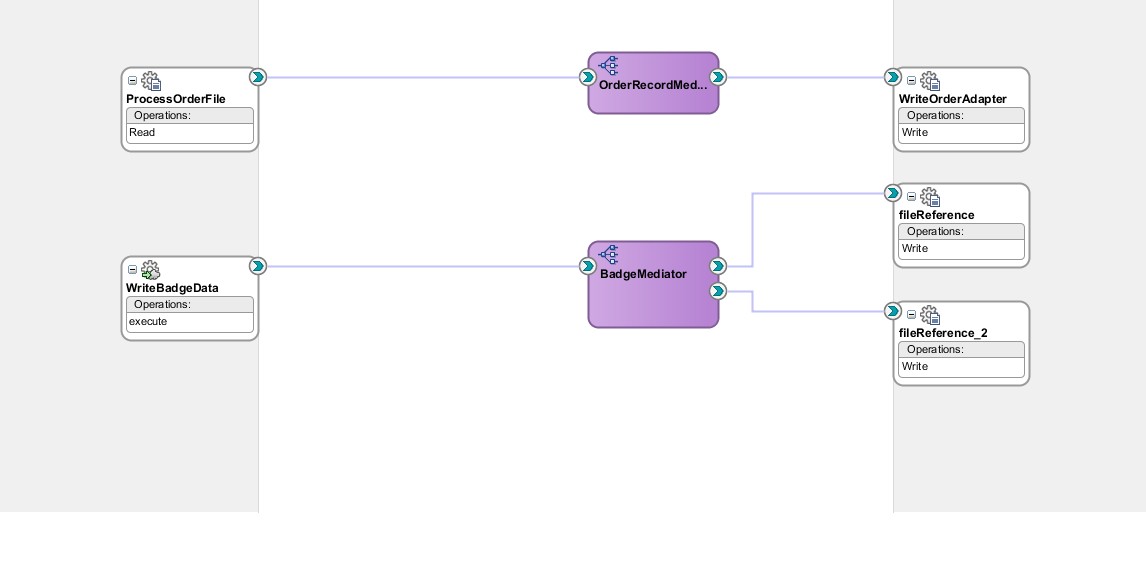 ProcessOrderFile
Operations:
Read
OrderRecordMed...
WriteOrderAdapter
Operations:
Write
fileReference
Operations:
Write
WriteBadgeData
Operations:
execute
BadgeMediator
fileReference_2
Operations:
Write